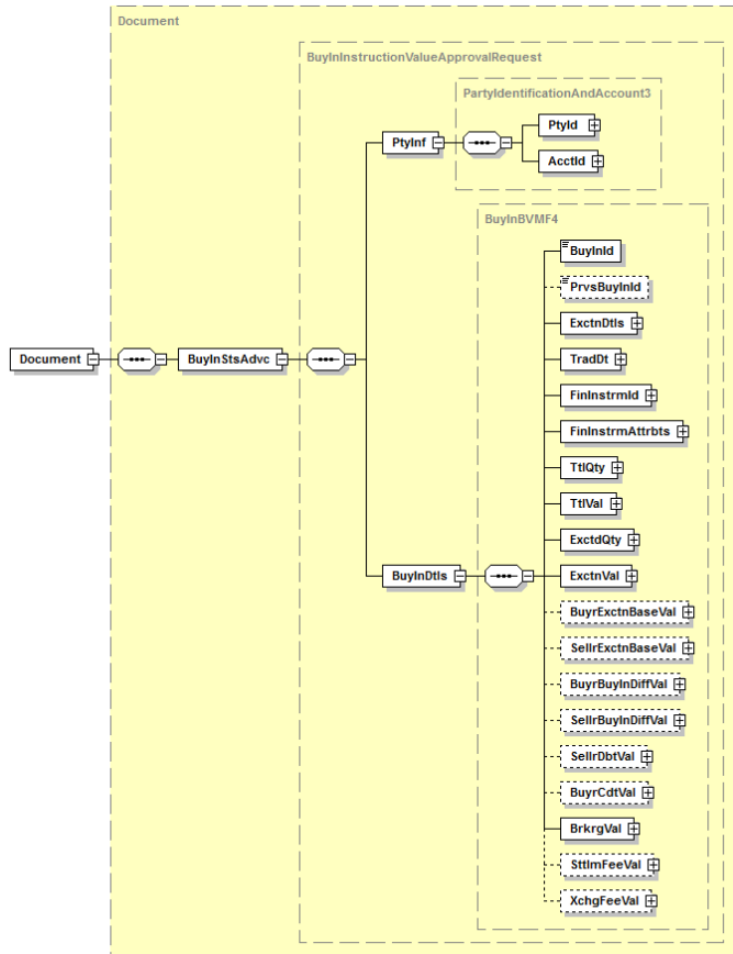 Document
BuyInInstructionValueApprovalRequest
PartyIdentificationAndAccount3
PtyInf
PtyId
AcctId
BuyInBVMF4
BuyInId
PrvsBuyInId
ExctnDtls
Document
BuyInStsAdvc
TradDt
FinInstrmId
FinInstrmAttrbts
TtlQty
TtlVal
ExctdQty
BuyInDtls
ExctnVal
BuyrExctnBaseVal
SellrExctnBaseVal
BuyrBuyInDiffVal
SellrBuyInDiffVal
SellrDbtVal
BuyrCdtVal
BrkrgVal
SttlmFeeVal
XchgFeeVal